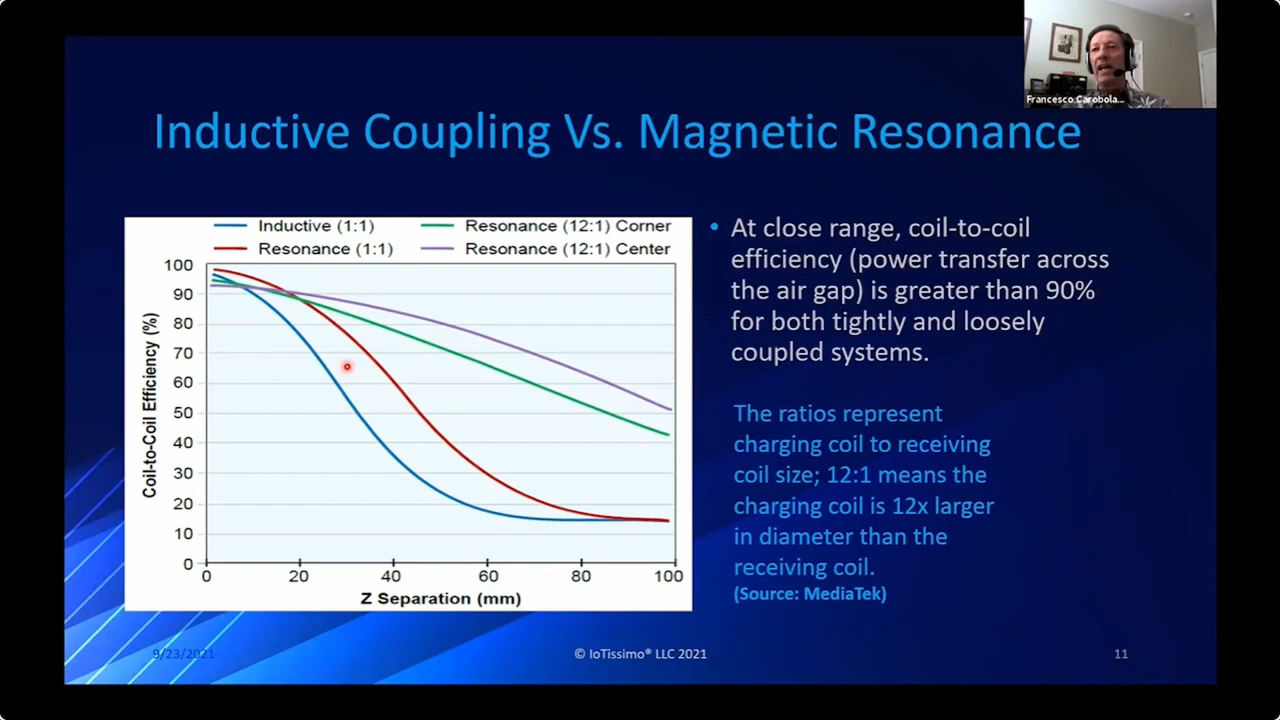 Francesco Carobola...
Inductive Coupling Vs. Magnetic Resonance
Inductive (1:1)
Resonance (12:1) Corner
Resonance (1:1)
Resonance (12:1) Center
100
90
80
70
60
50
40
30
20
10
0
Coil-to-Coil Efficiency (%)
0 20 40 60 80 100
Z Separation (mm)
• At close range, coil-to-coil
efficiency (power transfer across
the air gap) is greater than 90%
for both tightly and loosely
coupled systems.
The ratios represent
charging coil to receiving
coil size; 12:1 means the
charging coil is 12x larger
in diameter than the
receiving coil.
(Source: MediaTek)
9/23/2021
© IoTissimo® LLC 2021
11